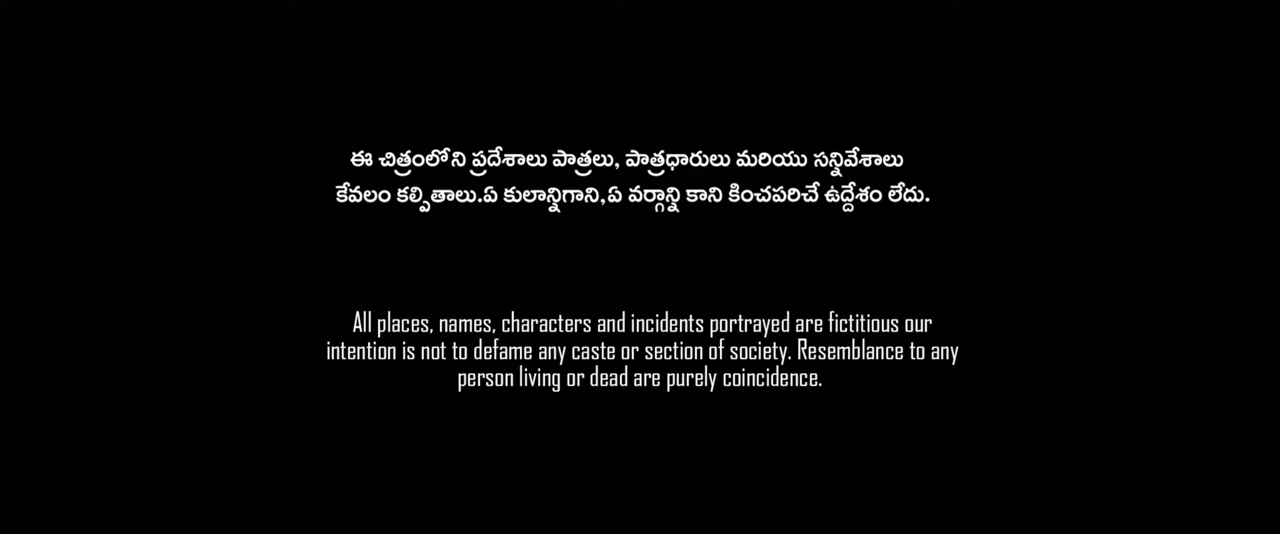 ఈ చిత్రంలోని ప్రదేశాలు పాత్రలు, పాత్రధారులు మరియు సన్నివేశాలు
కేవలం కల్పితాలు.ఏ కులాన్నిగాని,ఏ వర్గాన్ని కాని కించపరిచే ఉద్దేశం లేదు.
All places, names, characters and incidents portrayed are fictitious our
intention is not to defame any caste or section of society. Resemblance to any
person living or dead are purely coincidence.